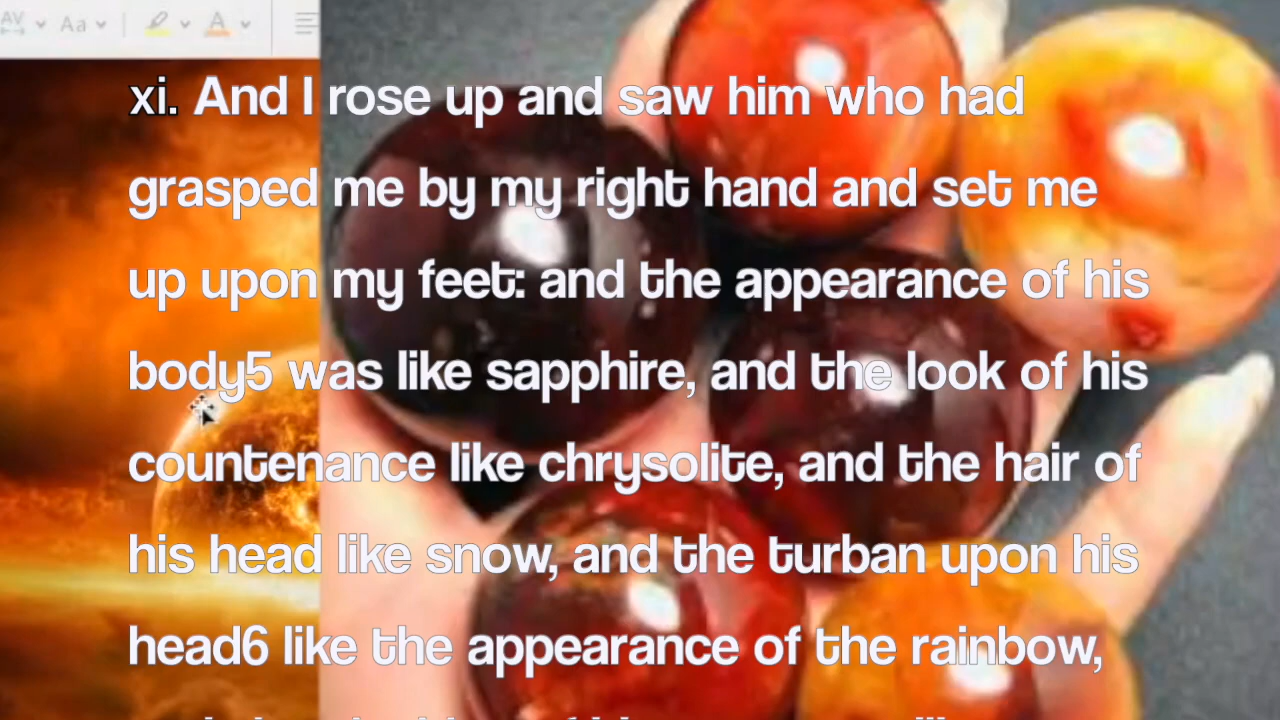 AV Aa A
xi. And I rose up and saw him who had
grasped me by my right hand and set me
up upon my feet: and the appearance of his
body5 was like sapphire, and the look of his
countenance like chrysolite, and the hair of
his head like snow, and the turban upon his
head6 like the appearance of the rainbow,